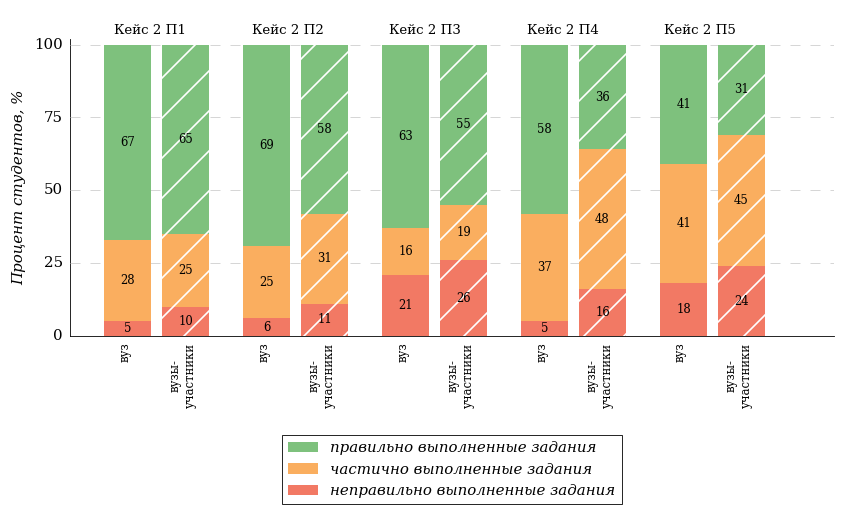 Кейс 2 П1 Кейс 2 П2 Кейс 2 П3 Кейс 2 П4 Кейс 2 П5
Процент студентов, %
100
75
50
25
0
67 28 5
65 25 10
69 25 6
58 31 11
63 16 21
55 19 26
58 37 5
36 48 16
41 41 18
31 45 24
вуз
вузы-
участники
вуз
вузы-
участники
вуз
вузы-
участники
вуз
вузы-
участники
вуз
вузы-
участники
правильно выполненные задания
частично выполненные задания
неправильно выполненные задания